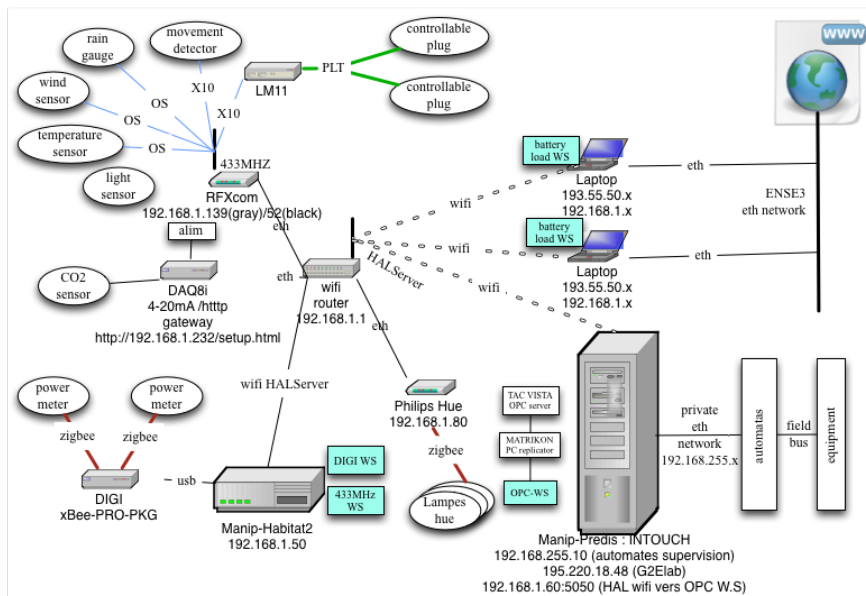 rain
gauge
movement
detector
controllable
plug
WWW
wind
sensor
OS
X10
LM11
PLT
controllable
plug
OS
X10
temperature
sensor
OS
433MHZ
light
sensor
RFXcom
192.168.1.139(gray)/52(black)
eth
alim
battery
load WS
Laptop
193.55.50.x
192.168.1.x
eth
ENSE3
eth network
wifi
battery
load WS
wifi
eth
Laptop
193.55.50.x
192.168.1.x
HALServer
wifi
CO2
sensor
DAQ8i
4-20mA /htttp
gateway
http://192.168.1.232/setup.html
eth
wifi
router
192.168.1.1
eth
wifi HALServer
power
meter
power
meter
zigbee
zigbee
DIGI
xBee-PRO-PKG
usb
DIGI WS
433MHz
WS
Manip-Habitat2
192.168.1.50
Philips Hue
192.168.1.80
zigbee
Lampes
hue
TAC VISTA
OPC server
MATRIKON
PC replicator
OPC-WS
private
eth
network
192.168.255.x
automatas
field
bus
equipment
Manip-Predis : INTOUCH
192.168.255.10 (automates supervision)
195.220.18.48 (G2Elab)
192.168.1.60:5050 (HAL wifi vers OPC W.S)